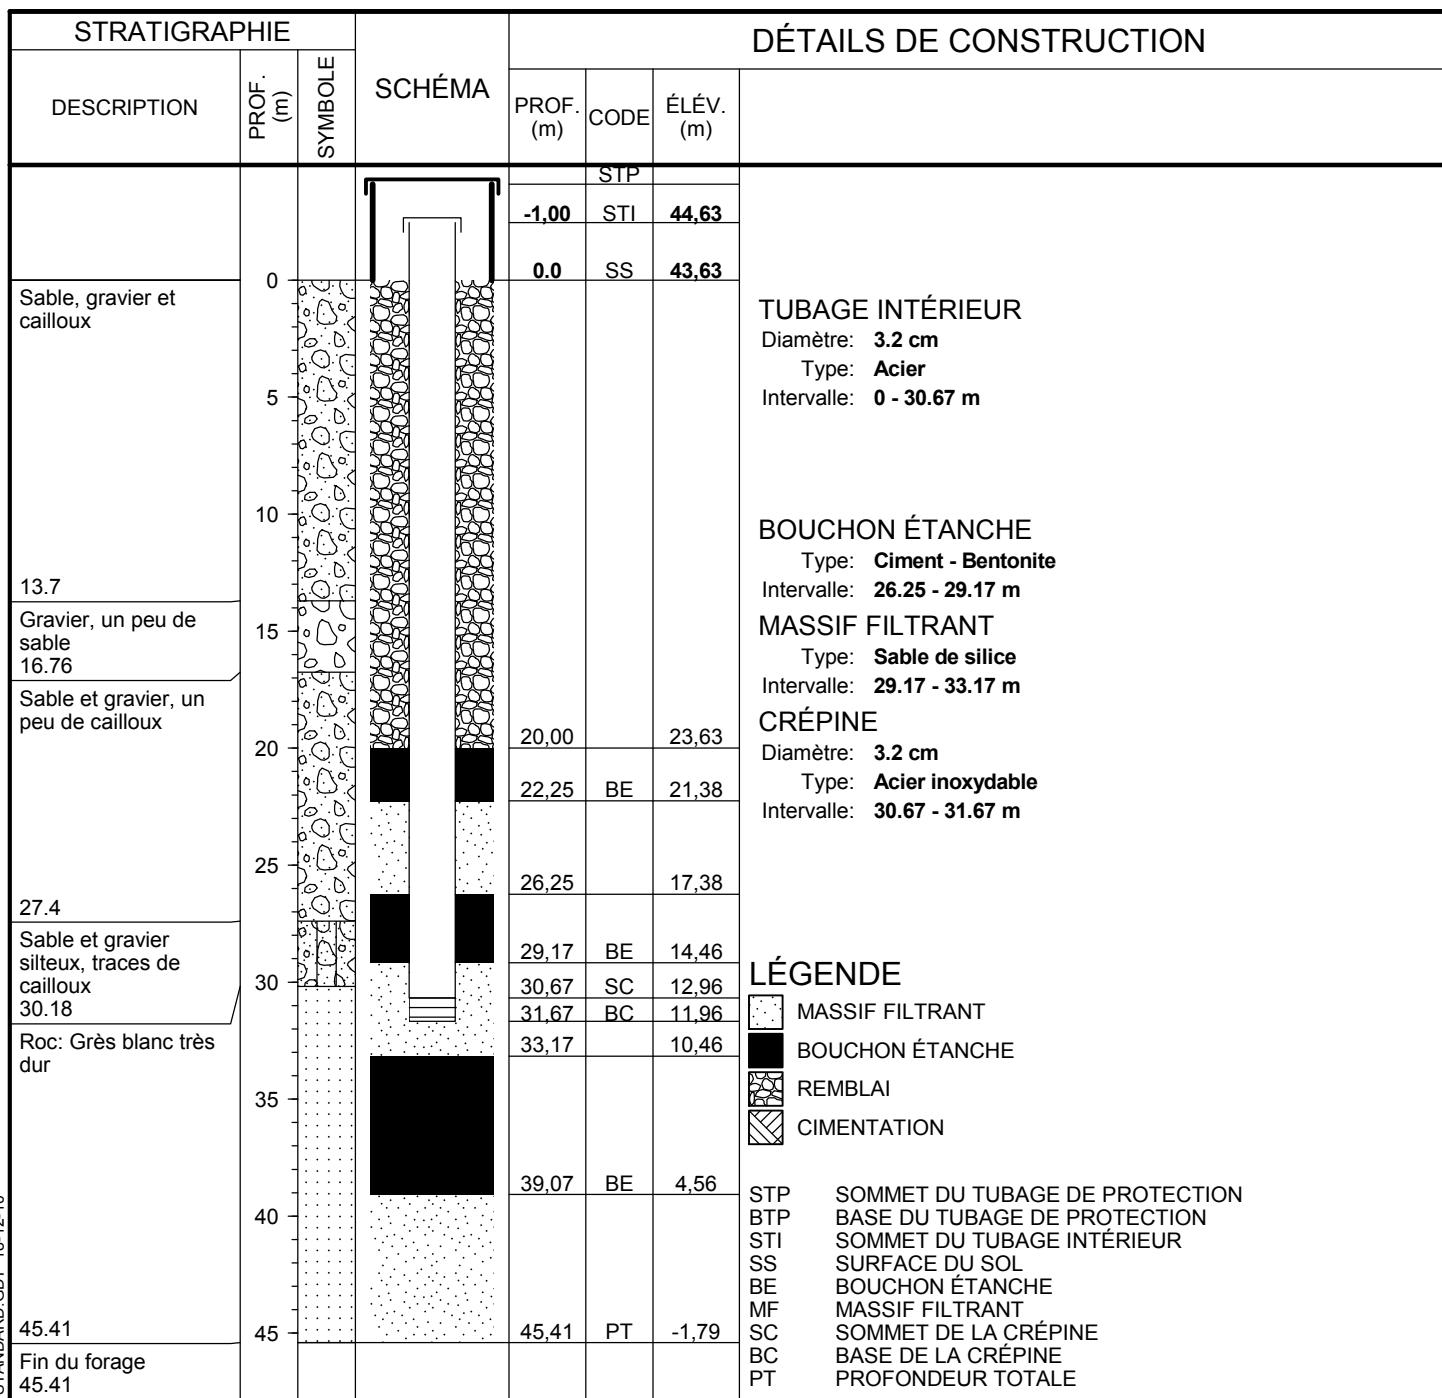 STRATIGRAPHIE
SCHÉMA
DÉTAILS DE CONSTRUCTION
DESCRIPTION
PROF. (m)
SYMBOLE
PROF. (m)
CODE
ÉLÉV. (m)
STP
-1,00 STI 44,63
0.0 SS 43,63
0
5
10
15
20
25
30
35
40
45
Sable, gravier et
cailloux
13.7
Gravier, un peu de
sable
16.76
Sable et gravier, un
peu de cailloux
27.4
Sable et gravier
silteux, traces de
cailloux
30.18
Roc: Grès blanc très
dur
45.41
Fin du forage
45.41
20,00 23,63
22,25 BE 21,38
26,25 17,38
29,17 BE 14,46
30,67 SC 12,96
31,67 BC 11,96
33,17 10,46
39,07 BE 4,56
45,41 PT -1,79
TUBAGE INTÉRIEUR
Diamètre: 3.2 cm
Type: Acier
Intervalle: 0 - 30.67 m
BOUCHON ÉTANCHE
Type: Ciment - Bentonite
Intervalle: 26.25 - 29.17 m
MASSIF FILTRANT
Type: Sable de silice
Intervalle: 29.17 - 33.17 m
CRÉPINE
Diamètre: 3.2 cm
Type: Acier inoxydable
Intervalle: 30.67 - 31.67 m
LÉGENDE
MASSIF FILTRANT
BOUCHON ÉTANCHE
REMBLAI
CIMENTATION
STP SOMMET DU TUBAGE DE PROTECTION
BTP BASE DU TUBAGE DE PROTECTION
STI SOMMET DU TUBAGE INTÉRIEUR
SS SURFACE DU SOL
BE BOUCHON ÉTANCHE
MF MASSIF FILTRANT
SC SOMMET DE LA CRÉPINE
BC BASE DE LA CRÉPINE
PT PROFONDEUR TOTALE